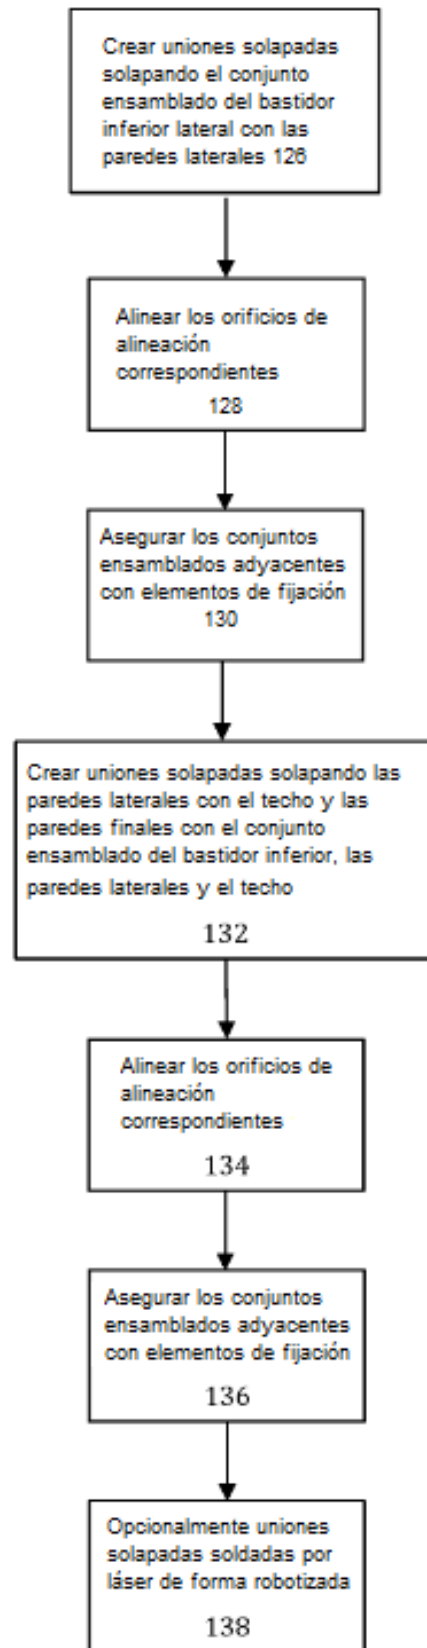 Crear uniones solapadas
solapando el conjunto
ensamblado del bastidor
inferior lateral con las
paredes laterales 126
Alinear los orificios de
alineación
correspondientes
128
Asegurar los conjuntos
ensamblados adyacentes
con elementos de fijación
130
Crear uniones solapadas solapando las
paredes laterales con el techo y las
paredes finales con el conjunto
ensamblado del bastidor inferior, las
paredes laterales y el techo
132
Alinear los orificios de
alineación
correspondientes
134
Asegurar los conjuntos
ensamblados adyacentes
con elementos de fijación
136
Opcionalmente uniones
solapadas soldadas por
láser de forma robotizada
138